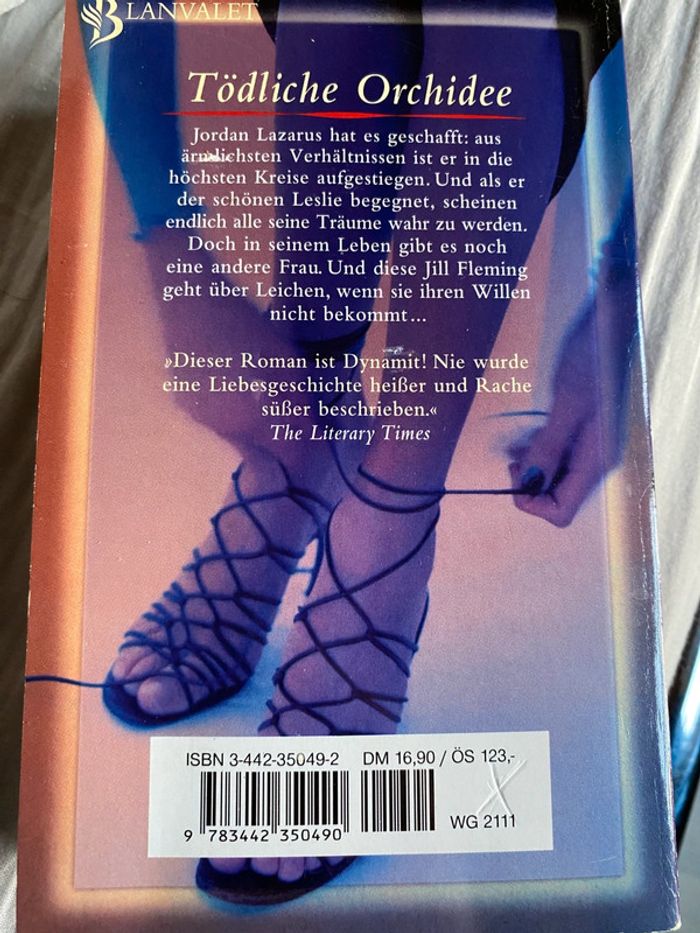 BLANVALET
Tödliche Orchidee
Jordan Lazarus hat es geschafft: aus
ärmlichsten Verhältnissen ist er in die
höchsten Kreise aufgestiegen. Und als er
der schönen Leslie begegnet, scheinen
endlich alle seine Träume wahr zu werden.
Doch in seinem Leben gibt es noch
eine andere Frau. Und diese Jill Fleming
geht über Leichen, wenn sie ihren Willen
nicht bekommt...
»Dieser Roman ist Dynamit! Nie wurde
eine Liebesgeschichte heißer und Rache
süßer beschrieben.«
The Literary Times
ISBN 3-442-35049-2 DM 16,90 / ÖS 123,-
9 783442 350490 WG 2111